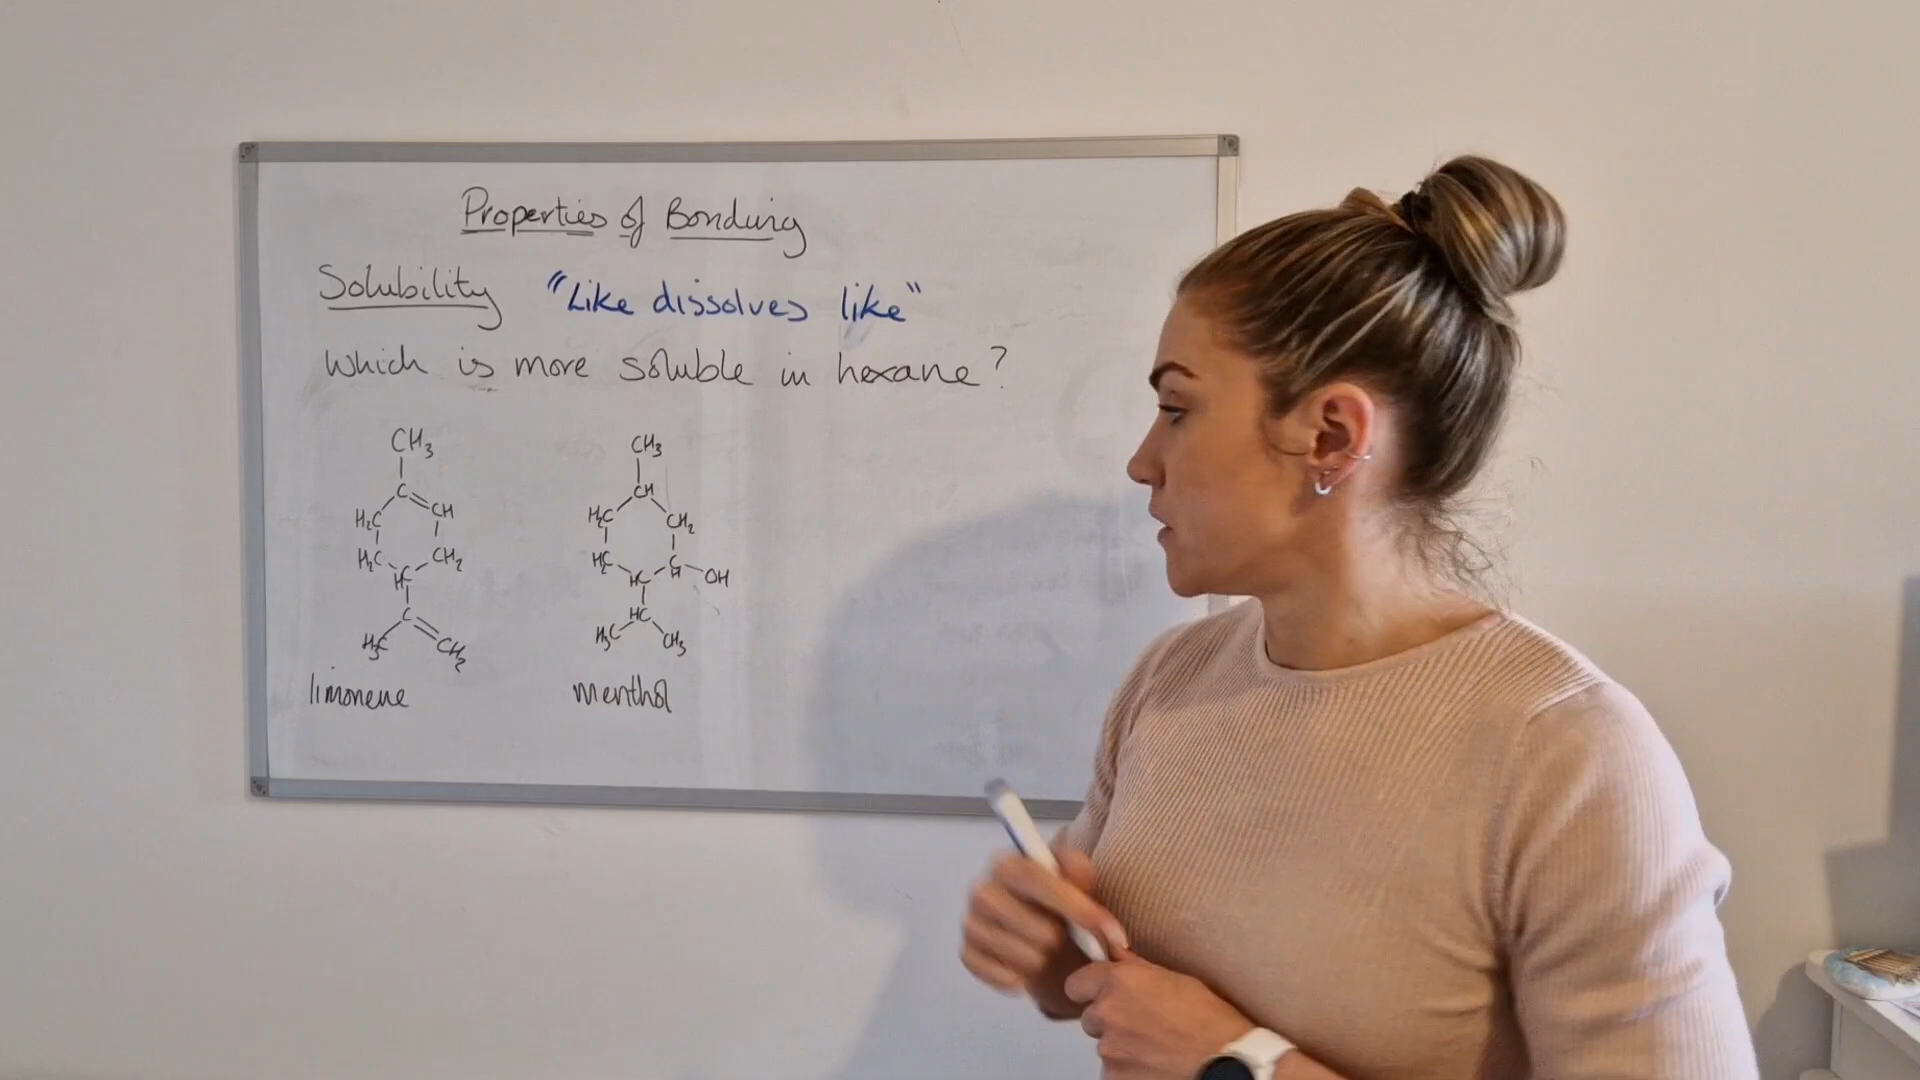 Properties of Bonding
Solubility "Like dissolves like"
Which is more soluble in hexane?
CH3 CH3
C CH
H2C CH H2C CH2
H2C CH2 H2C C H OH
HC HC
C HC
H3C CH2 H3C CH3
limonene menthol